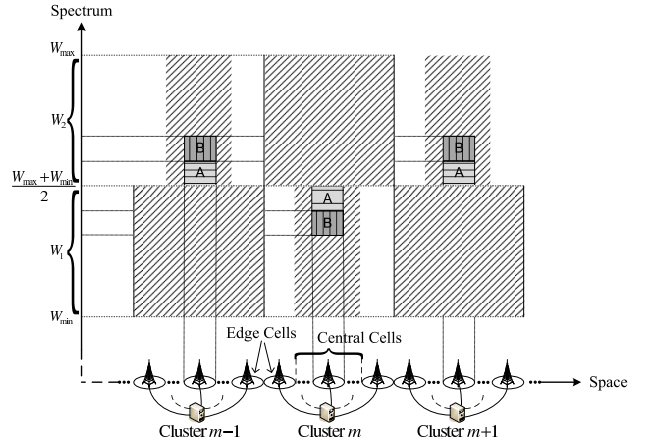 Spectrum
W_max
W_2
B
B
A
A
W_max + W_min
2
A
B
W_1
W_min
Edge Cells
Central Cells
Space
Cluster m−1
Cluster m
Cluster m+1